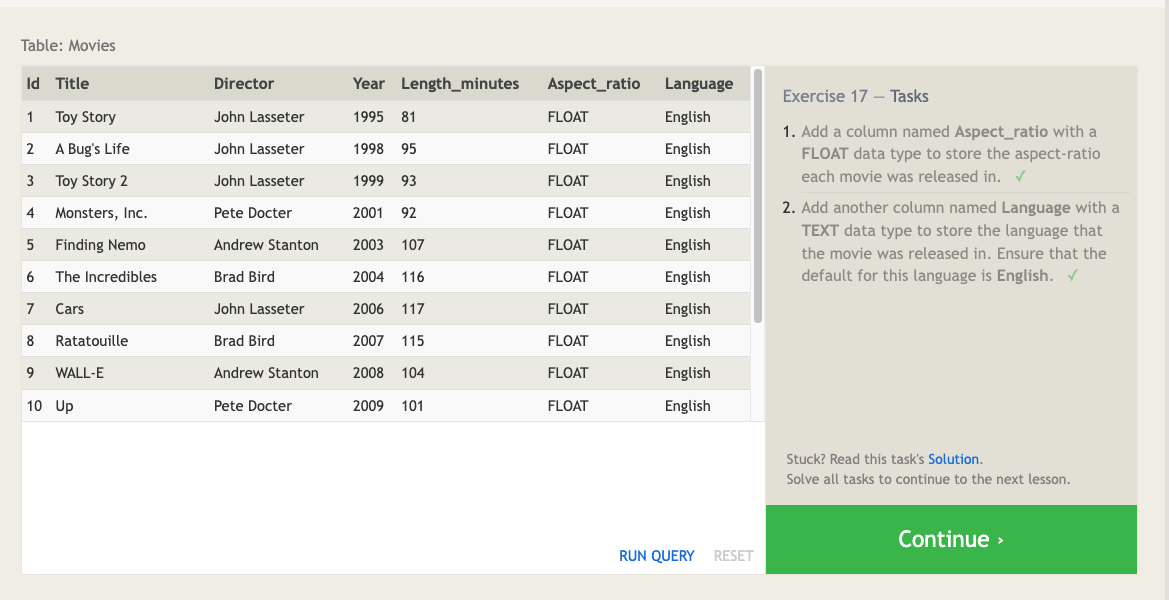 Table: Movies
Id Title Director Year Length_minutes Aspect_ratio Language
1 Toy Story John Lasseter 1995 81 FLOAT English
2 A Bug's Life John Lasseter 1998 95 FLOAT English
3 Toy Story 2 John Lasseter 1999 93 FLOAT English
4 Monsters, Inc. Pete Docter 2001 92 FLOAT English
5 Finding Nemo Andrew Stanton 2003 107 FLOAT English
6 The Incredibles Brad Bird 2004 116 FLOAT English
7 Cars John Lasseter 2006 117 FLOAT English
8 Ratatouille Brad Bird 2007 115 FLOAT English
9 WALL-E Andrew Stanton 2008 104 FLOAT English
10 Up Pete Docter 2009 101 FLOAT English
RUN QUERY RESET
Exercise 17 — Tasks
1. Add a column named Aspect_ratio with a
FLOAT data type to store the aspect-ratio
each movie was released in. ✓
2. Add another column named Language with a
TEXT data type to store the language that
the movie was released in. Ensure that the
default for this language is English. ✓
Stuck? Read this task's Solution.
Solve all tasks to continue to the next lesson.
Continue ›